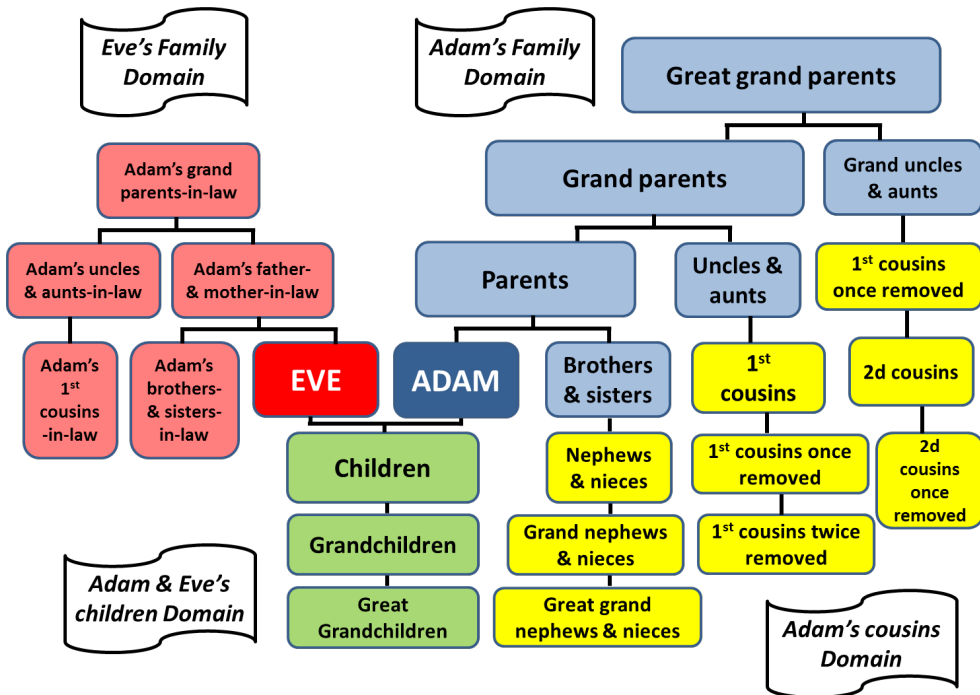 Eve's Family
Domain
Adam's Family
Domain
Great grand parents
Adam's grand
parents-in-law
Grand parents
Grand uncles
& aunts
Adam's uncles
& aunts-in-law
Adam's father-
& mother-in-law
Parents
Uncles &
aunts
1st cousins
once removed
Adam's
1st
cousins
-in-law
Adam's
brothers-
& sisters-
in-law
EVE
ADAM
Brothers
& sisters
1st
cousins
2d cousins
Children
Nephews
& nieces
1st cousins once
removed
2d
cousins
once
removed
Grandchildren
Grand nephews
& nieces
1st cousins twice
removed
Adam & Eve's
children Domain
Great
Grandchildren
Great grand
nephews & nieces
Adam's cousins
Domain